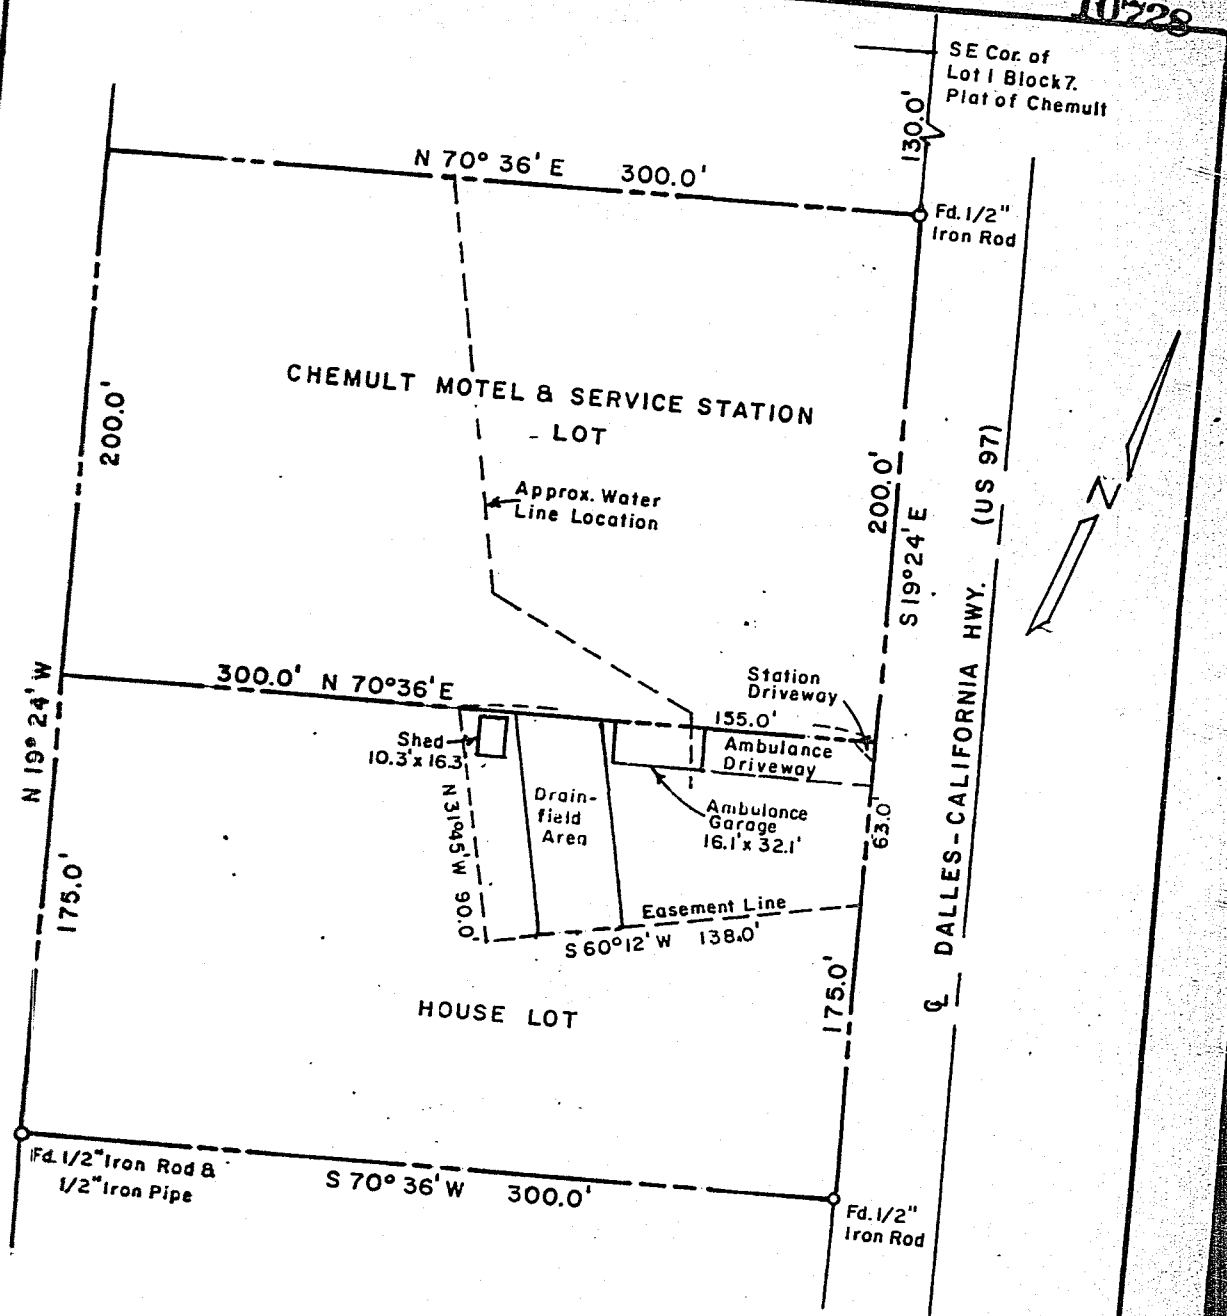 10728
SE Cor. of
Lot 1 Block 7.
Plat of Chemult
130.0'
N 70° 36' E 300.0'
Fd. 1/2"
Iron Rod
CHEMULT MOTEL & SERVICE STATION
LOT
200.0'
Approx. Water
Line Location
200.0'
S 19° 24' E
(US 97)
DALLES-CALIFORNIA HWY.
℄
N
N 19° 24' W
300.0' N 70° 36' E
Station
Driveway
155.0'
Shed
10.3' x 16.3
Ambulance
Driveway
N 31° 45' W 90.0'
Drain-
field
Area
Ambulance
Garage
16.1' x 32.1'
63.0'
175.0'
Easement Line
S 60° 12' W 138.0'
175.0'
HOUSE LOT
Fd. 1/2" Iron Rod &
1/2" Iron Pipe
S 70° 36' W 300.0'
Fd. 1/2"
Iron Rod